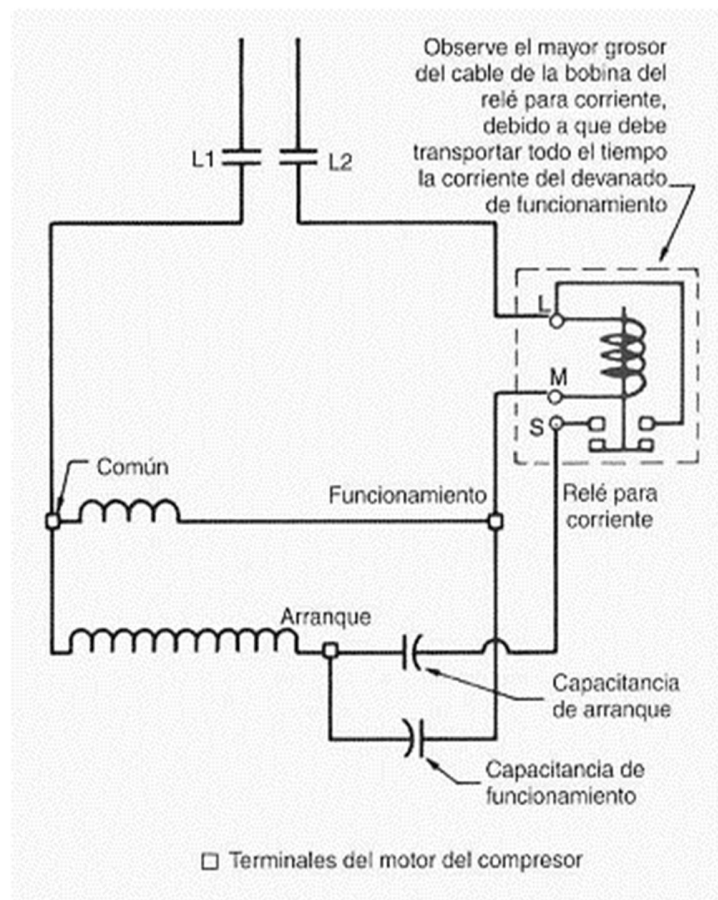 Observe el mayor grosor
del cable de la bobina del
relé para corriente,
debido a que debe
transportar todo el tiempo
la corriente del devanado
de funcionamiento
L1
L2
L
M
S
Común
Funcionamiento
Relé para
corriente
Arranque
Capacitancia
de arranque
Capacitancia de
funcionamiento
Terminales del motor del compresor